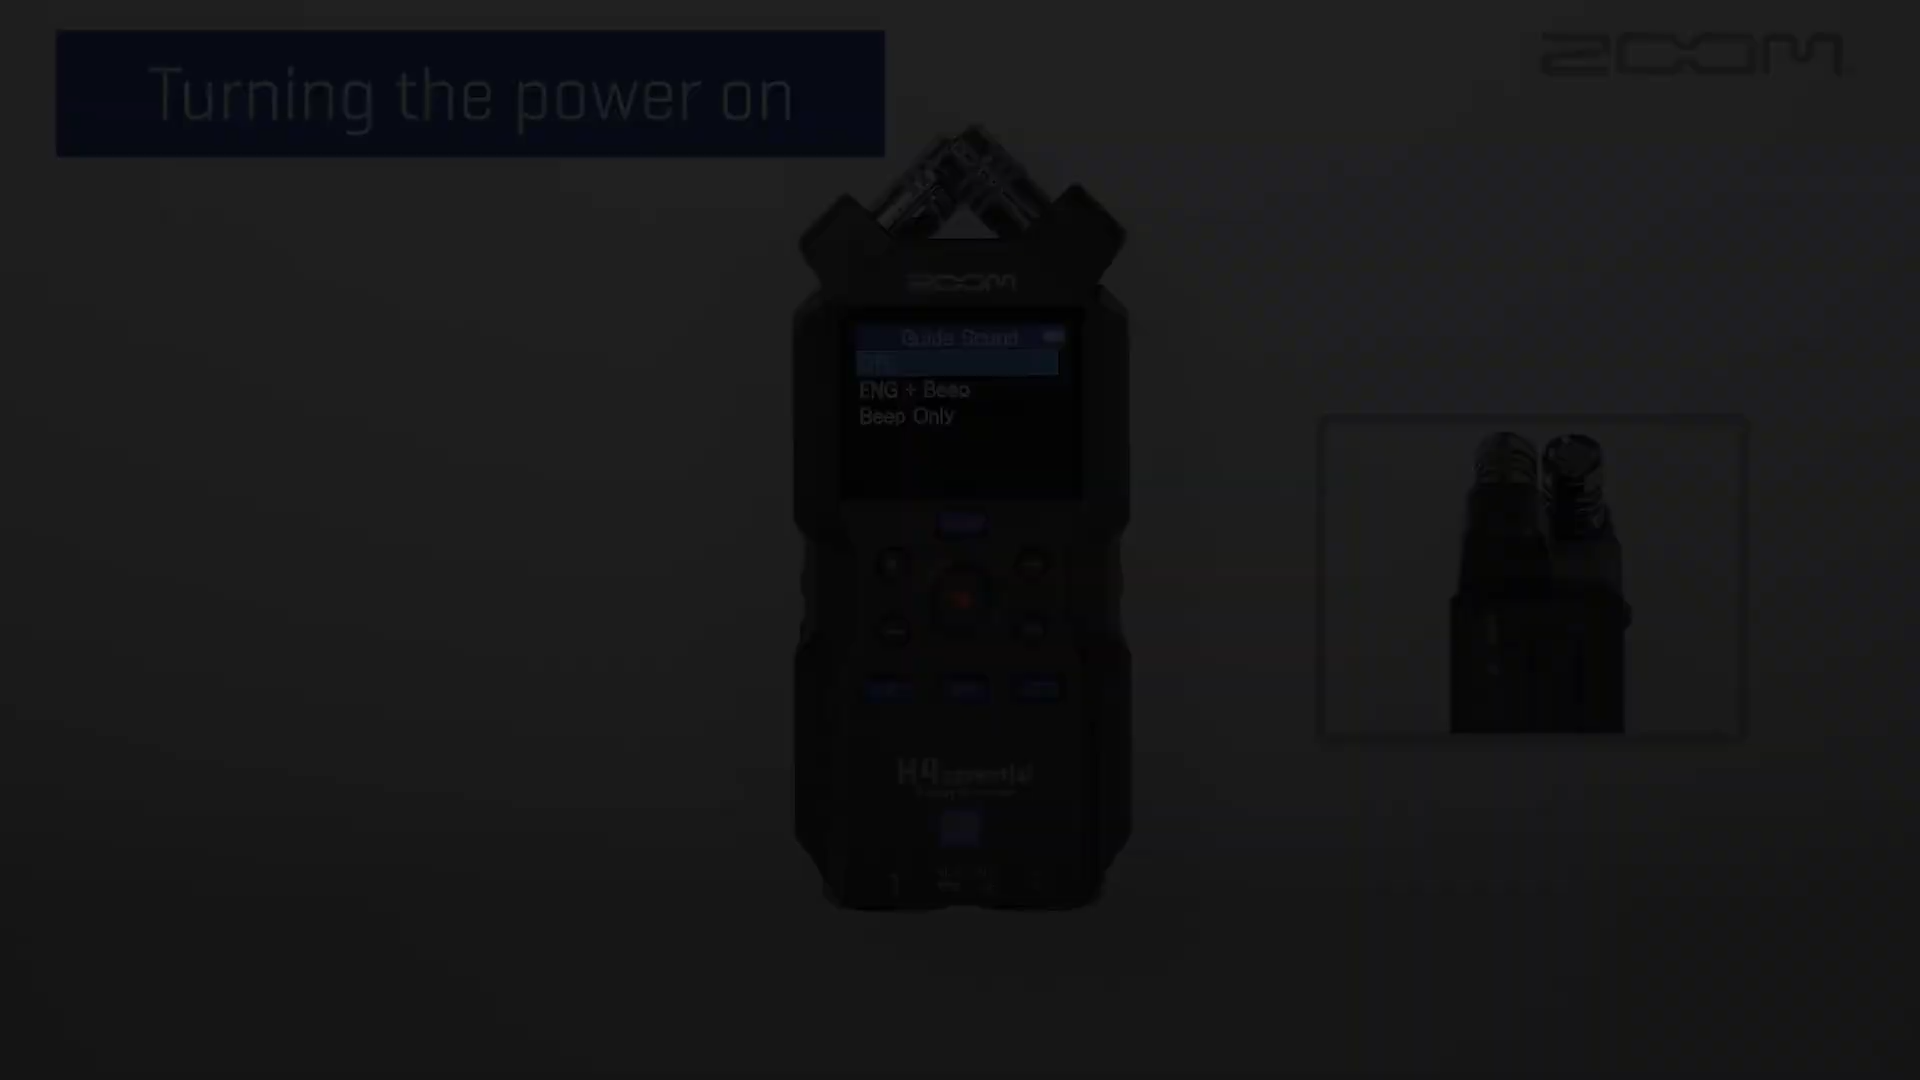 Turning the power on
ZOOM
ZOOM
Guide Sound
ENG + Beep
Beep Only
H4essential